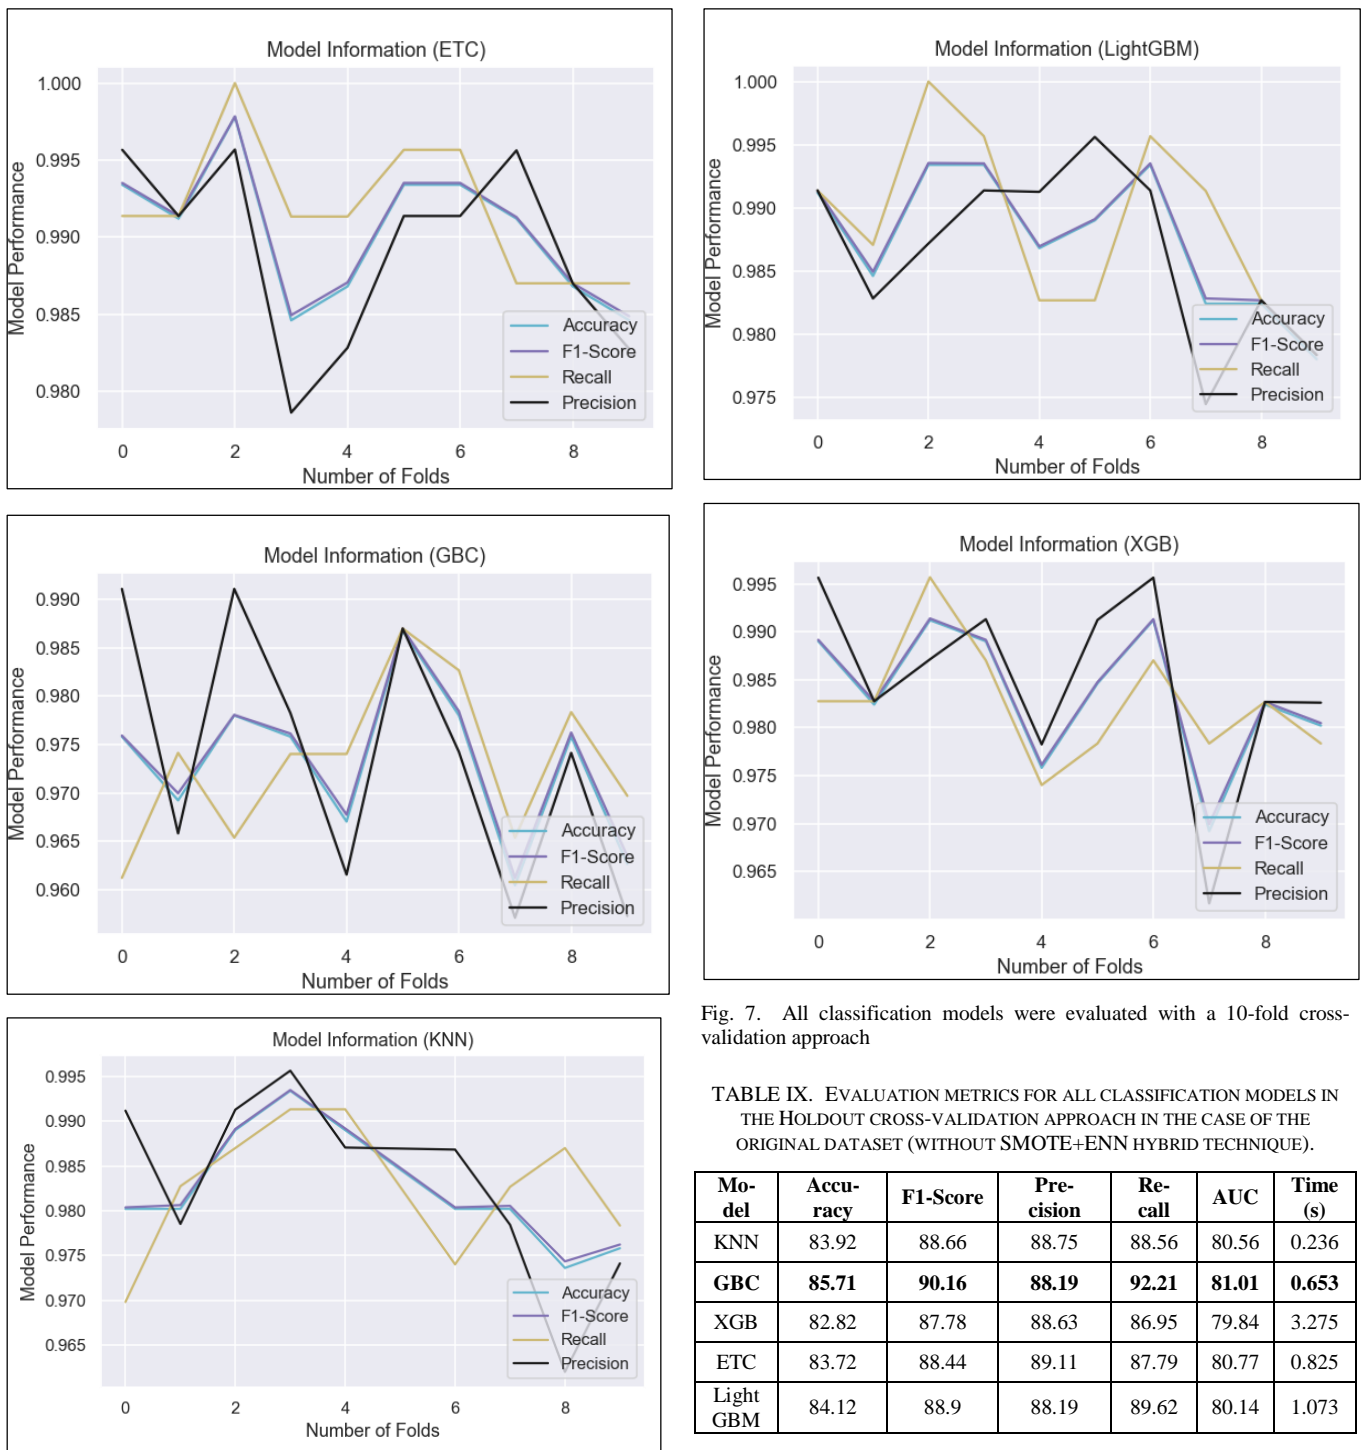 Model Information (ETC)
Model Performance
1.000
0.995
0.990
0.985
0.980
0 2 4 6 8
Number of Folds
Accuracy
F1-Score
Recall
Precision
Model Information (GBC)
Model Performance
0.990
0.985
0.980
0.975
0.970
0.965
0.960
0 2 4 6 8
Number of Folds
Accuracy
F1-Score
Recall
Precision
Model Information (KNN)
Model Performance
0.995
0.990
0.985
0.980
0.975
0.970
0.965
0 2 4 6 8
Number of Folds
Accuracy
F1-Score
Recall
Precision
Model Information (LightGBM)
Model Performance
1.000
0.995
0.990
0.985
0.980
0.975
0 2 4 6 8
Number of Folds
Accuracy
F1-Score
Recall
Precision
Model Information (XGB)
Model Performance
0.995
0.990
0.985
0.980
0.975
0.970
0.965
0 2 4 6 8
Number of Folds
Accuracy
F1-Score
Recall
Precision
Fig. 7. All classification models were evaluated with a 10-fold cross-
validation approach
TABLE IX. EVALUATION METRICS FOR ALL CLASSIFICATION MODELS IN
THE HOLDOUT CROSS-VALIDATION APPROACH IN THE CASE OF THE
ORIGINAL DATASET (WITHOUT SMOTE+ENN HYBRID TECHNIQUE).
Mo-
del Accu-
racy F1-Score Pre-
cision Re-
call AUC Time
(s)
KNN 83.92 88.66 88.75 88.56 80.56 0.236
GBC 85.71 90.16 88.19 92.21 81.01 0.653
XGB 82.82 87.78 88.63 86.95 79.84 3.275
ETC 83.72 88.44 89.11 87.79 80.77 0.825
Light
GBM 84.12 88.9 88.19 89.62 80.14 1.073